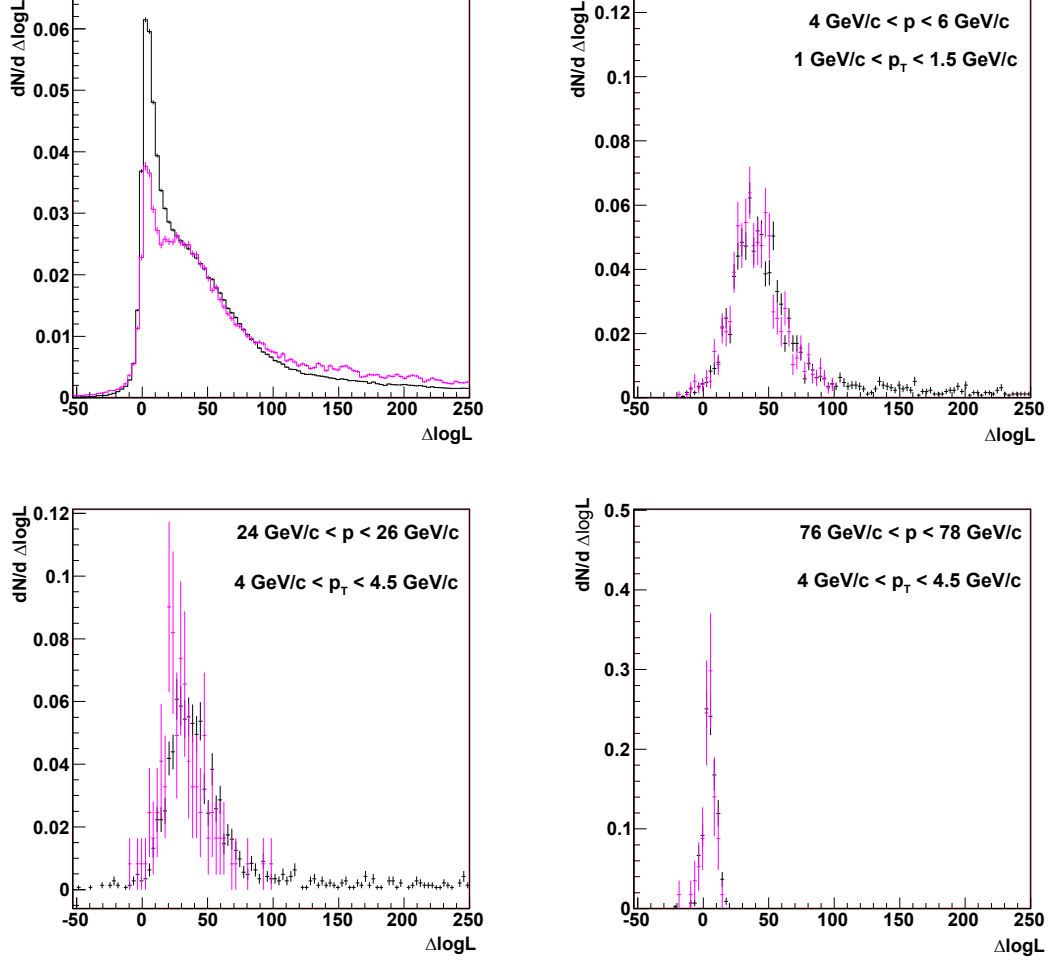 dN/d ΔlogL
0.06
0.05
0.04
0.03
0.02
0.01
0
-50 0 50 100 150 200 250
ΔlogL
dN/d ΔlogL
4 GeV/c < p < 6 GeV/c
1 GeV/c < pT < 1.5 GeV/c
0.12
0.1
0.08
0.06
0.04
0.02
0
-50 0 50 100 150 200 250
ΔlogL
dN/d ΔlogL
24 GeV/c < p < 26 GeV/c
4 GeV/c < pT < 4.5 GeV/c
0.12
0.1
0.08
0.06
0.04
0.02
0
-50 0 50 100 150 200 250
ΔlogL
dN/d ΔlogL
76 GeV/c < p < 78 GeV/c
4 GeV/c < pT < 4.5 GeV/c
0.5
0.4
0.3
0.2
0.1
0
-50 0 50 100 150 200 250
ΔlogL